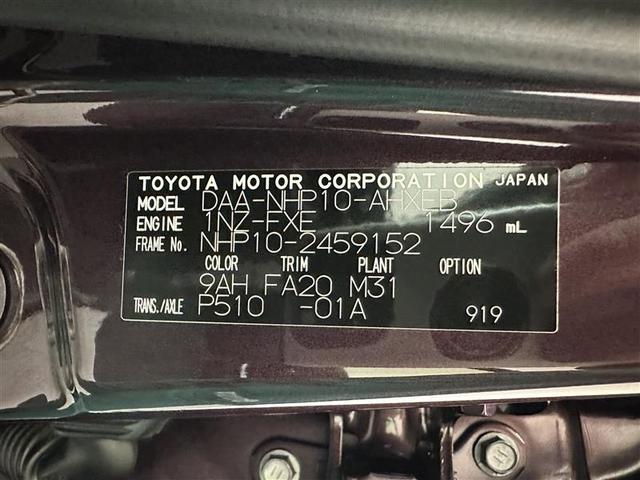 TOYOTA MOTOR CORPORATION JAPAN
MODEL DAA-NHP10-AHXEB
ENGINE 1NZ-FXE 1496 mL
FRAME No. NHP10-2459152
COLOR TRIM PLANT OPTION
9AH FA20 M31
TRANS./AXLE P510 -01A 919